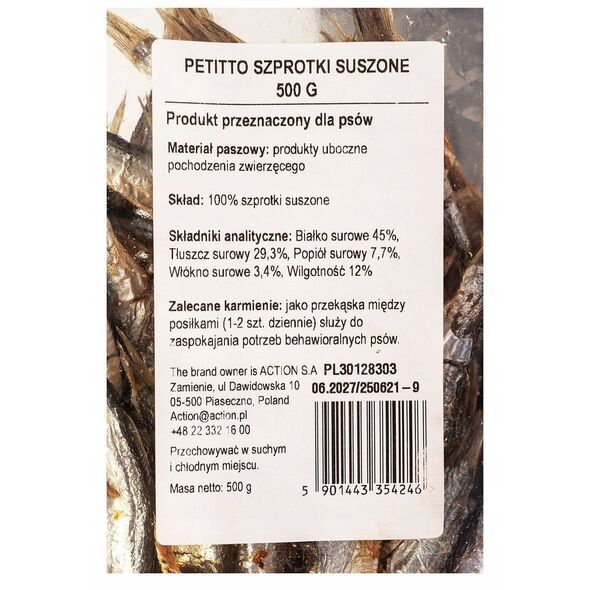 PETITTO SZPROTKI SUSZONE
500 G
Produkt przeznaczony dla psów
Materiał paszowy: produkty uboczne
pochodzenia zwierzęcego
Skład: 100% szprotki suszone
Składniki analityczne: Białko surowe 45%,
Tłuszcz surowy 29,3%, Popiół surowy 7,7%,
Włókno surowe 3,4%, Wilgotność 12%
Zalecane karmienie: jako przekąska między
posiłkami (1-2 szt. dziennie) służy do
zaspokajania potrzeb behawioralnych psów.
The brand owner is ACTION S.A PL30128303
Zamienie, ul Dawidowska 10 06.2027/250621–9
05-500 Piaseczno, Poland
Action@action.pl
+48 22 332 16 00
Przechowywać w suchym
i chłodnym miejscu.
Masa netto: 500 g
5 901443 354246